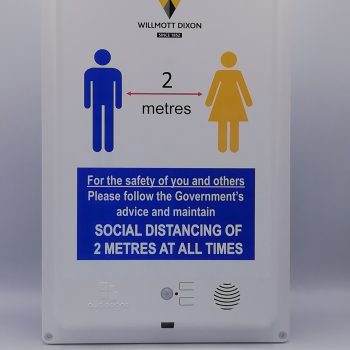 WILLMOTT DIXON
SINCE 1852
2
metres
For the safety of you and others
Please follow the Government's
advice and maintain
SOCIAL DISTANCING OF
2 METRES AT ALL TIMES